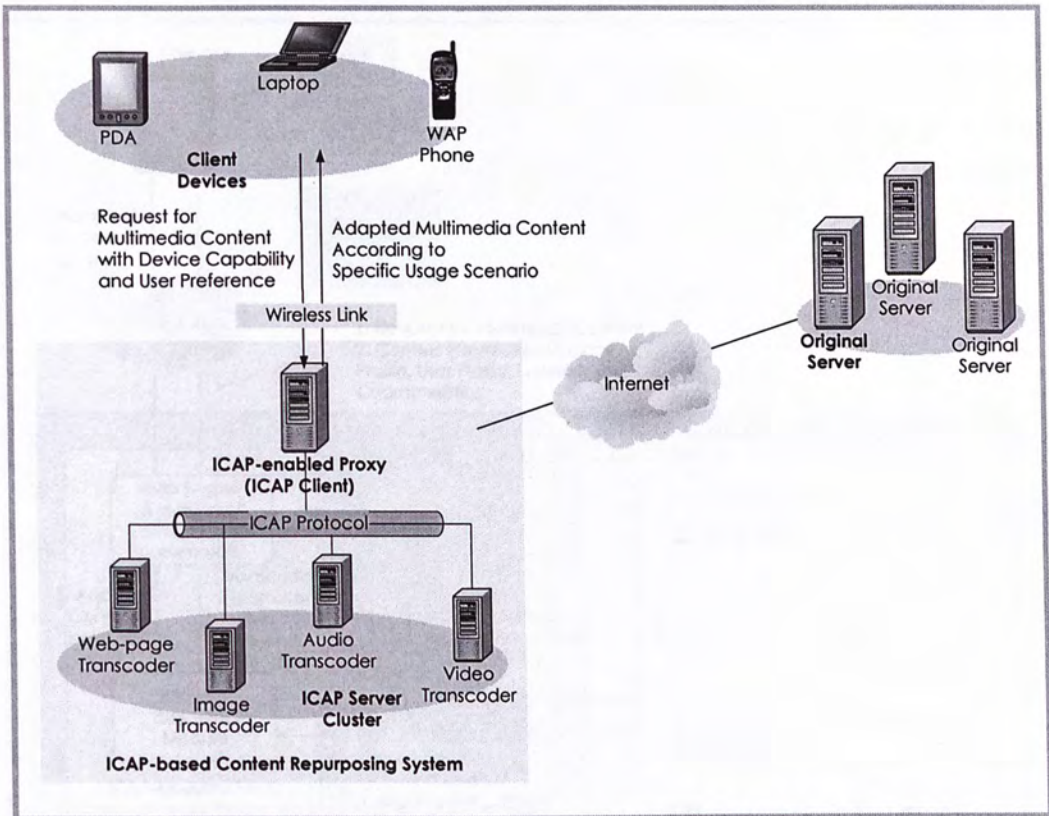 Laptop
PDA
WAP
Phone
Client
Devices
Request for
Multimedia Content
with Device Capability
and User Preference
Adapted Multimedia Content
According to
Specific Usage Scenario
Wireless Link
Original
Server
Original
Server
Original
Server
Internet
ICAP-enabled Proxy
(ICAP Client)
ICAP Protocol
Web-page
Transcoder
Image
Transcoder
Audio
Transcoder
Video
Transcoder
ICAP Server
Cluster
ICAP-based Content Repurposing System